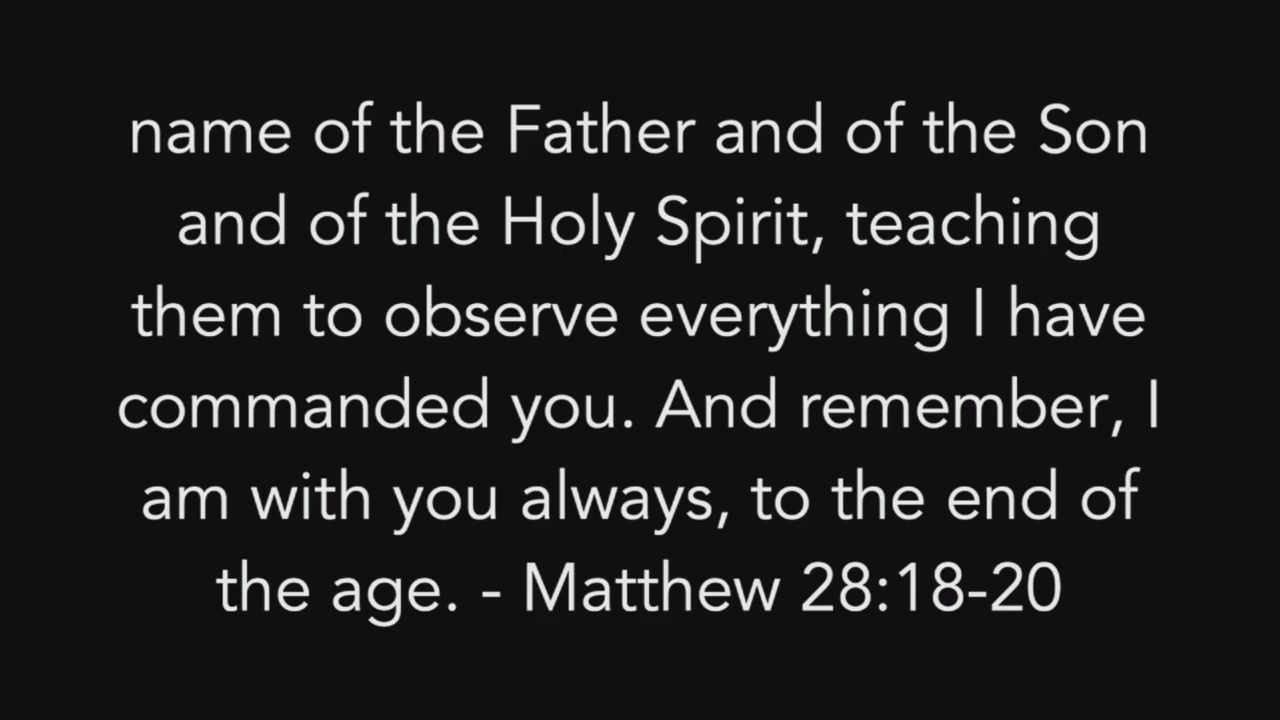 name of the Father and of the Son
and of the Holy Spirit, teaching
them to observe everything I have
commanded you. And remember, I
am with you always, to the end of
the age. - Matthew 28:18-20